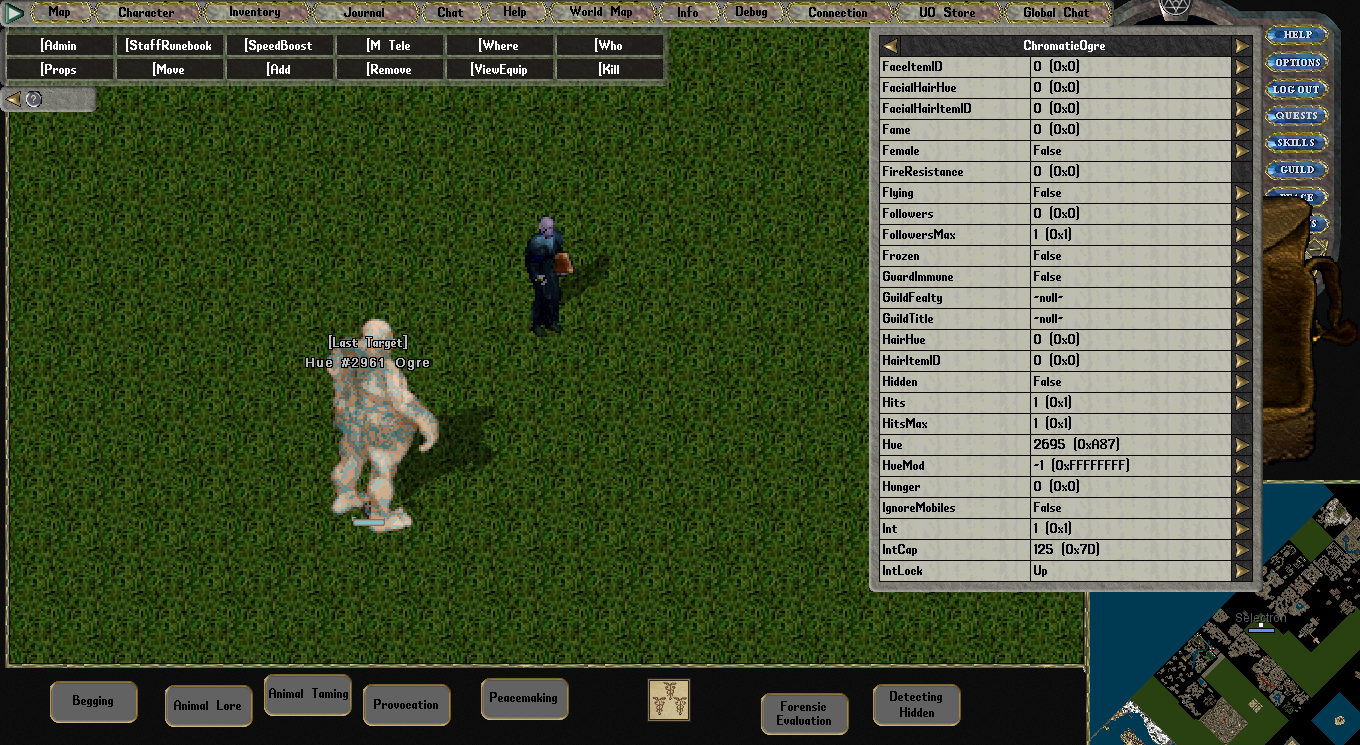 Map Character Inventory Journal Chat Help World Map Info Debug Connection UO Store Global Chat
[Admin [StaffRunebook [SpeedBoost [M Tele [Where [Who
[Props [Move [Add [Remove [ViewEquip [Kill
?
ChromaticOgre
FaceItemID 0 (0x0)
FacialHairHue 0 (0x0)
FacialHairItemID 0 (0x0)
Fame 0 (0x0)
Female False
FireResistance 0 (0x0)
Flying False
Followers 0 (0x0)
FollowersMax 1 (0x1)
Frozen False
GuardImmune False
GuildFealty -null-
GuildTitle -null-
HairHue 0 (0x0)
HairItemID 0 (0x0)
Hidden False
Hits 1 (0x1)
HitsMax 1 (0x1)
Hue 2695 (0xA87)
HueMod -1 (0xFFFFFFFF)
Hunger 0 (0x0)
IgnoreMobiles False
Int 1 (0x1)
IntCap 125 (0x7D)
IntLock Up
HELP
OPTIONS
LOG OUT
QUESTS
SKILLS
GUILD
[Last Target]
Hue #2961 Ogre
Selectron
Begging
Animal Lore
Animal Taming
Provocation
Peacemaking
Forensic
Evaluation
Detecting
Hidden